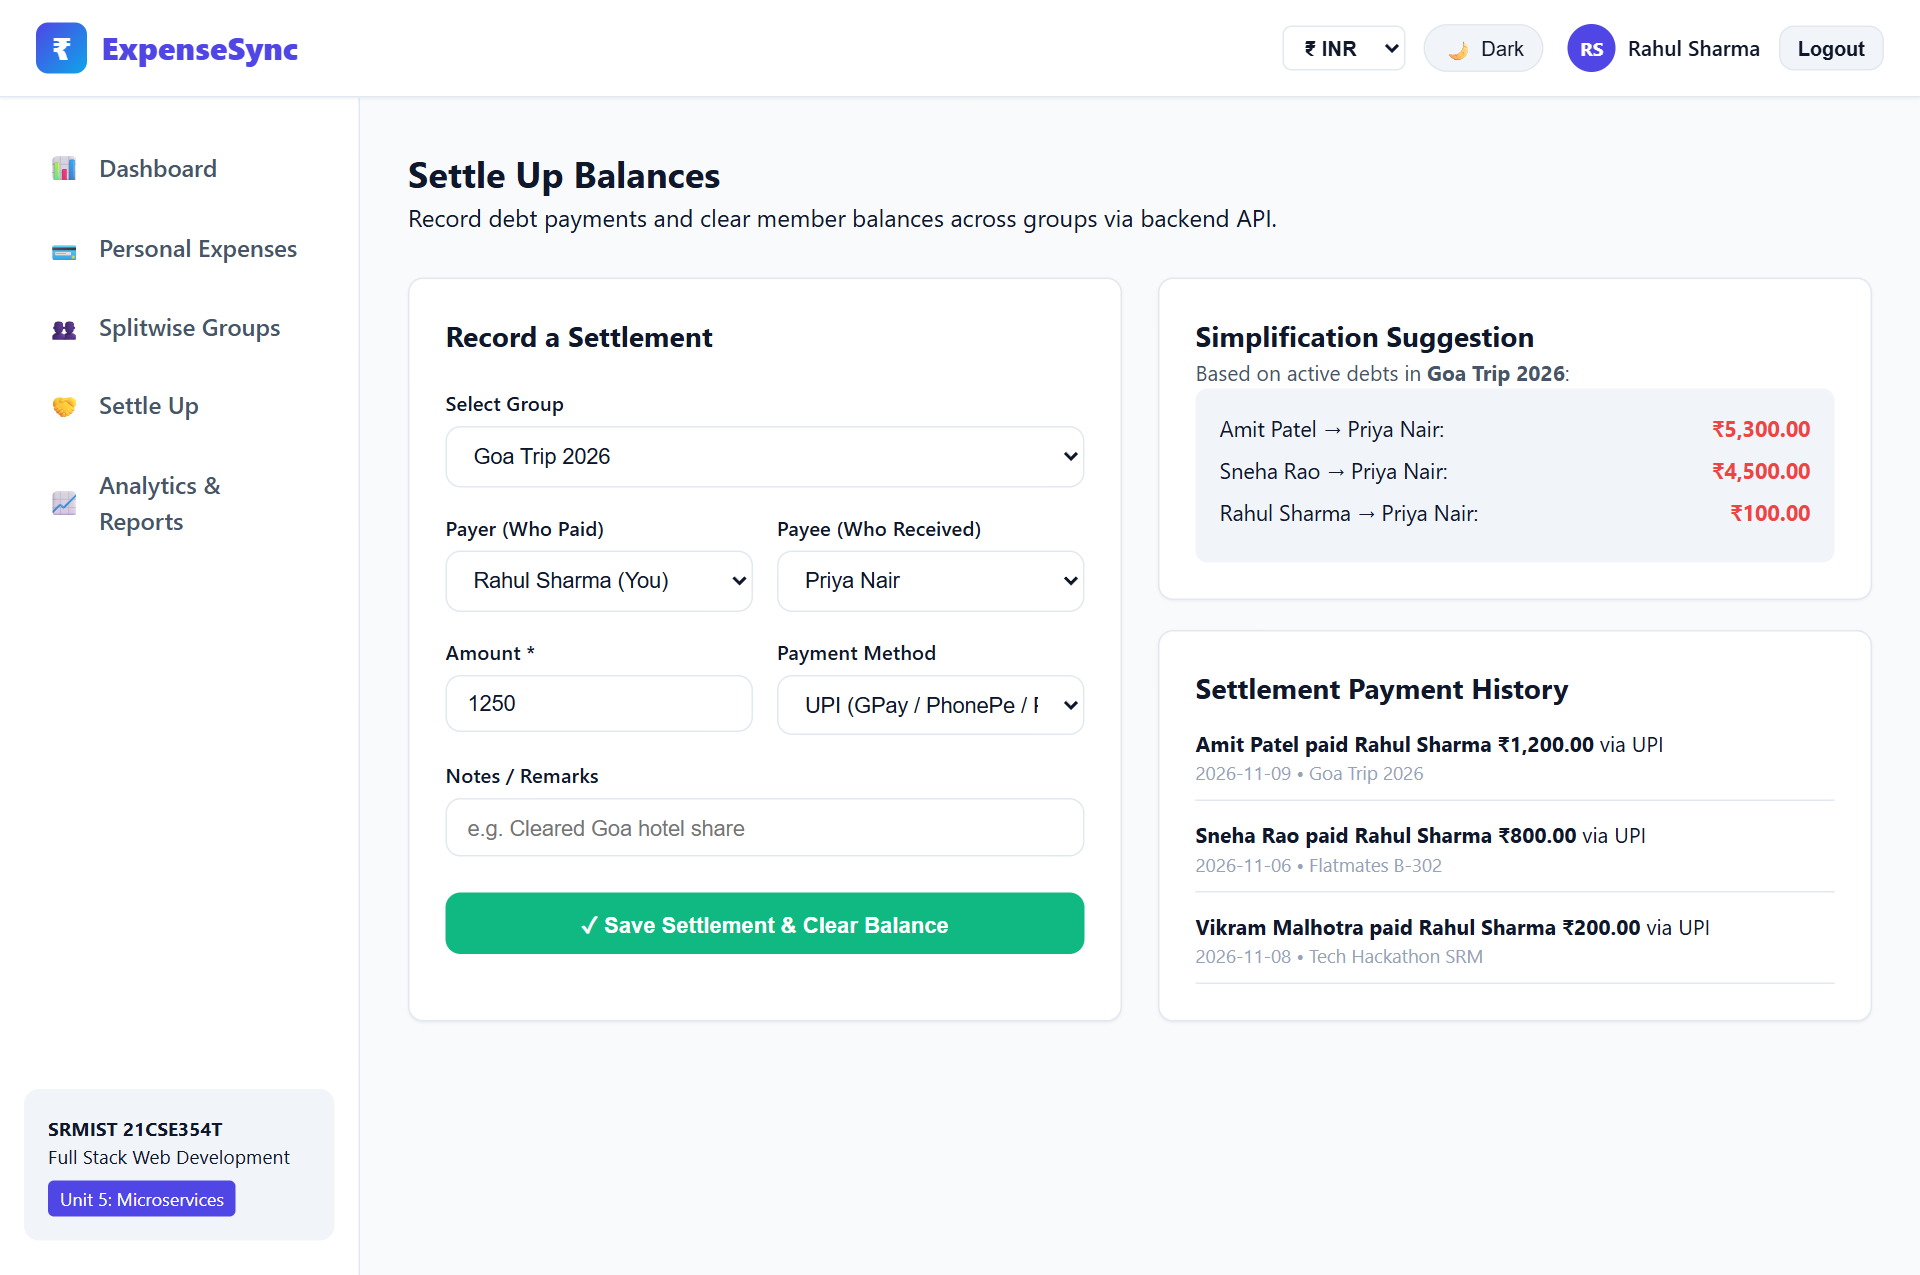 ₹ ExpenseSync
₹ INR
Dark
RS Rahul Sharma
Logout
Dashboard
Personal Expenses
Splitwise Groups
Settle Up
Analytics &
Reports
SRMIST 21CSE354T
Full Stack Web Development
Unit 5: Microservices
Settle Up Balances
Record debt payments and clear member balances across groups via backend API.
Record a Settlement
Select Group
Goa Trip 2026
Payer (Who Paid)
Rahul Sharma (You)
Payee (Who Received)
Priya Nair
Amount *
1250
Payment Method
UPI (GPay / PhonePe /
Notes / Remarks
e.g. Cleared Goa hotel share
✓ Save Settlement & Clear Balance
Simplification Suggestion
Based on active debts in Goa Trip 2026:
Amit Patel → Priya Nair: ₹5,300.00
Sneha Rao → Priya Nair: ₹4,500.00
Rahul Sharma → Priya Nair: ₹100.00
Settlement Payment History
Amit Patel paid Rahul Sharma ₹1,200.00 via UPI
2026-11-09 • Goa Trip 2026
Sneha Rao paid Rahul Sharma ₹800.00 via UPI
2026-11-06 • Flatmates B-302
Vikram Malhotra paid Rahul Sharma ₹200.00 via UPI
2026-11-08 • Tech Hackathon SRM